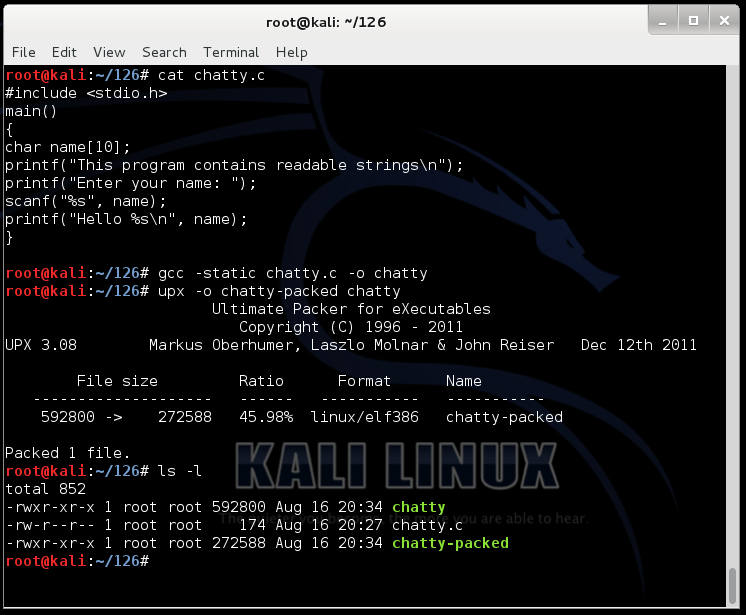 root@kali: ~/126
File Edit View Search Terminal Help
root@kali:~/126# cat chatty.c
#include <stdio.h>
main()
{
char name[10];
printf("This program contains readable strings\n");
printf("Enter your name: ");
scanf("%s", name);
printf("Hello %s\n", name);
}
root@kali:~/126# gcc -static chatty.c -o chatty
root@kali:~/126# upx -o chatty-packed chatty
Ultimate Packer for eXecutables
Copyright (C) 1996 - 2011
UPX 3.08 Markus Oberhumer, Laszlo Molnar & John Reiser Dec 12th 2011
File size Ratio Format Name
-------------------- ------ ----------- -----------
592800 -> 272588 45.98% linux/elf386 chatty-packed
Packed 1 file.
root@kali:~/126# ls -l
total 852
-rwxr-xr-x 1 root root 592800 Aug 16 20:34 chatty
-rw-r--r-- 1 root root 174 Aug 16 20:27 chatty.c
-rwxr-xr-x 1 root root 272588 Aug 16 20:34 chatty-packed
root@kali:~/126#
KALI LINUX
you are able to hear.